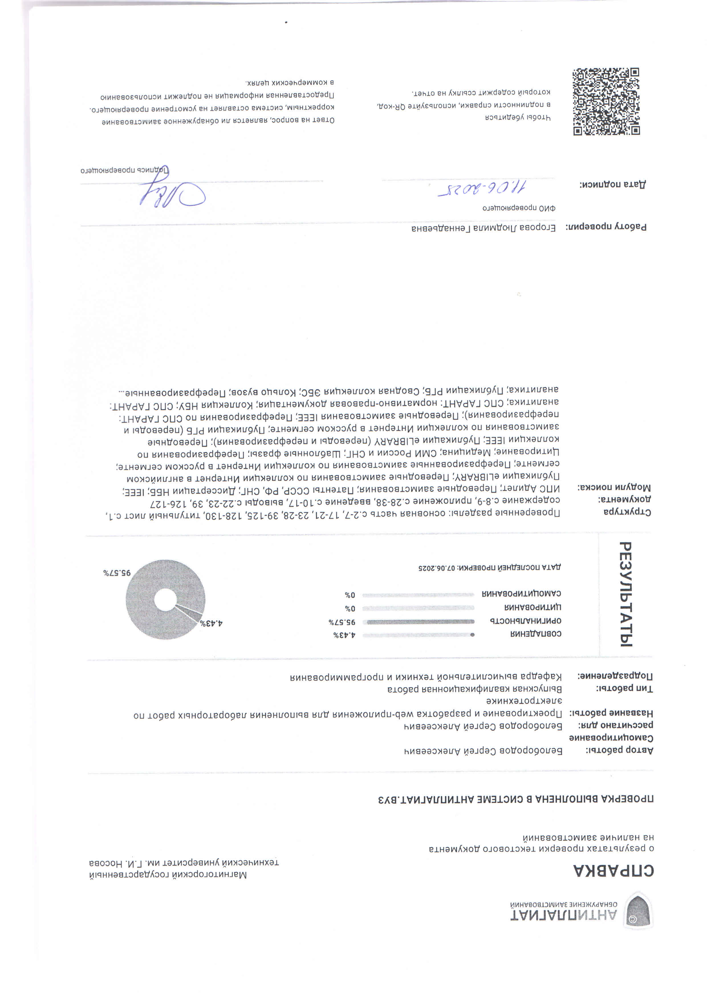 АНТИПЛАГИАТ
ОБНАРУЖЕНИЕ ЗАИМСТВОВАНИЙ
СПРАВКА
о результатах проверки текстового документа
на наличие заимствований
Магнитогорский государственный
технический университет им. Г.И. Носова
ПРОВЕРКА ВЫПОЛНЕНА В СИСТЕМЕ АНТИПЛАГИАТ.ВУЗ
Автор работы: Белобородов Сергей Алексеевич
Самоцитирование
рассчитано для: Белобородов Сергей Алексеевич
Название работы: Проектирование и разработка web-приложения для выполнения лабораторных работ по
электротехнике
Тип работы: Выпускная квалификационная работа
Подразделение: Кафедра вычислительной техники и программирования
РЕЗУЛЬТАТЫ
СОВПАДЕНИЯ 4.43%
ОРИГИНАЛЬНОСТЬ 95.57%
ЦИТИРОВАНИЯ 0%
САМОЦИТИРОВАНИЯ 0%
ДАТА ПОСЛЕДНЕЙ ПРОВЕРКИ: 07.06.2025
4.43%
95.57%
Структура
документа:
Проверенные разделы: основная часть с.2-7, 17-21, 23-28, 39-125, 128-130, титульный лист с.1,
содержание с.8-9, приложение с.28-38, введение с.10-17, выводы с.22-23, 39, 126-127
Модули поиска: ИПС Адилет; Переводные заимствования; Патенты СССР, РФ, СНГ; Диссертации НББ; IEEE;
Публикации eLIBRARY; Переводные заимствования по коллекции Интернет в английском
сегменте; Перефразированные заимствования по коллекции Интернет в русском сегменте;
Цитирование; Медицина; СМИ России и СНГ; Шаблонные фразы; Перефразирования по
коллекции IEEE; Публикации eLIBRARY (переводы и перефразирования); Переводные
заимствования по коллекции Интернет в русском сегменте; Публикации РГБ (переводы и
перефразирования); Переводные заимствования IEEE; Перефразирования по СПС ГАРАНТ:
аналитика; СПС ГАРАНТ: нормативно-правовая документация; Коллекция НБУ; СПС ГАРАНТ:
аналитика; Публикации РГБ; Сводная коллекция ЭБС; Кольцо вузов; Перефразированные...
Работу проверил: Егорова Людмила Геннадьевна
ФИО проверяющего
Дата подписи: 11.06.2025
Подпись проверяющего
Чтобы убедиться
в подлинности справки, используйте QR-код,
который содержит ссылку на отчет.
Ответ на вопрос, является ли обнаруженное заимствование
корректным, система оставляет на усмотрение проверяющего.
Предоставленная информация не подлежит использованию
в коммерческих целях.